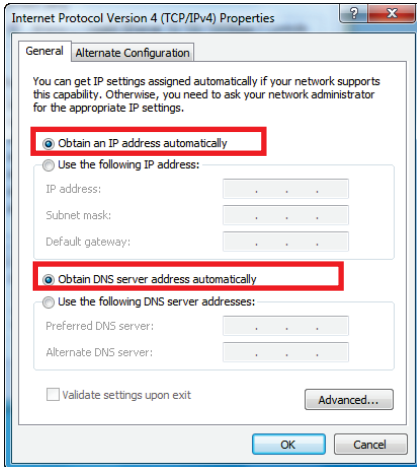 Internet Protocol Version 4 (TCP/IPv4) Properties
General
Alternate Configuration
You can get IP settings assigned automatically if your network supports
this capability. Otherwise, you need to ask your network administrator
for the appropriate IP settings.
Obtain an IP address automatically
Use the following IP address:
IP address:
Subnet mask:
Default gateway:
Obtain DNS server address automatically
Use the following DNS server addresses:
Preferred DNS server:
Alternate DNS server:
Validate settings upon exit
Advanced...
OK
Cancel